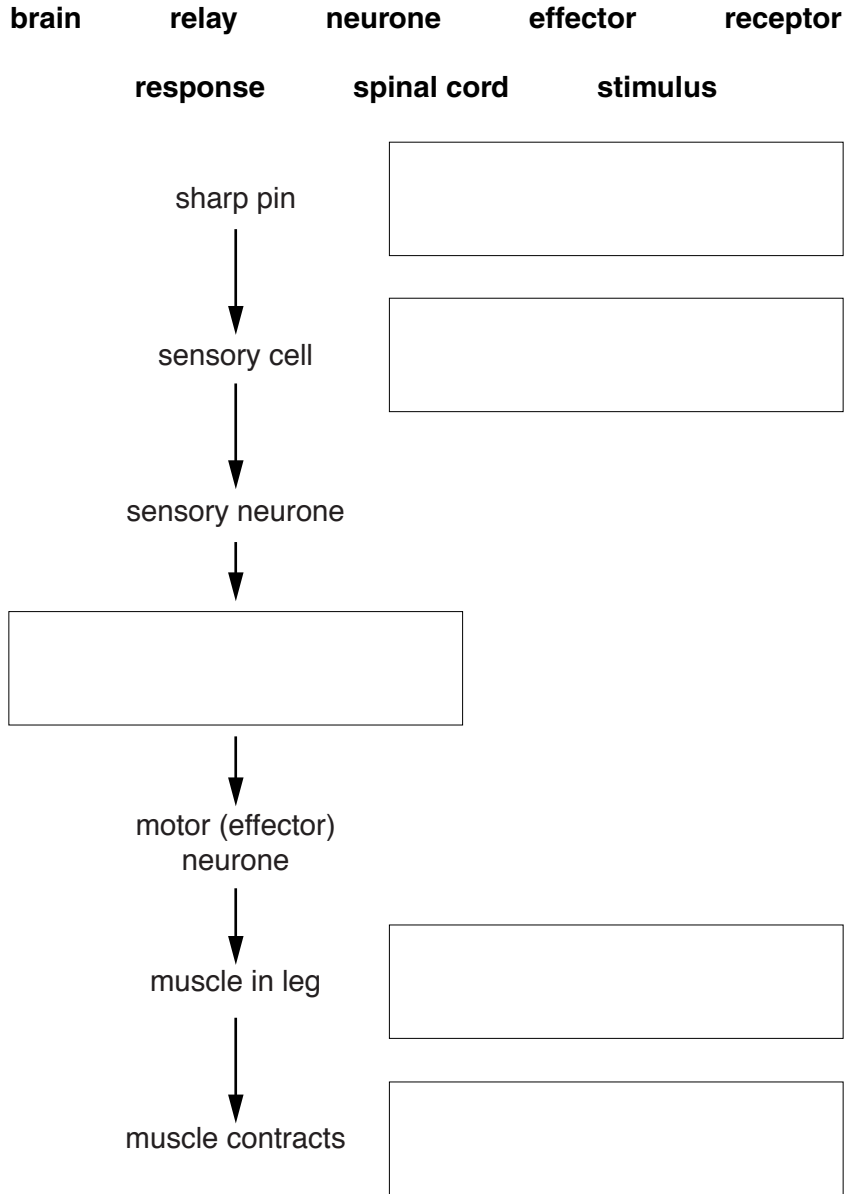 brain relay neurone effector receptor
response spinal cord stimulus
sharp pin
sensory cell
sensory neurone
motor (effector)
neurone
muscle in leg
muscle contracts